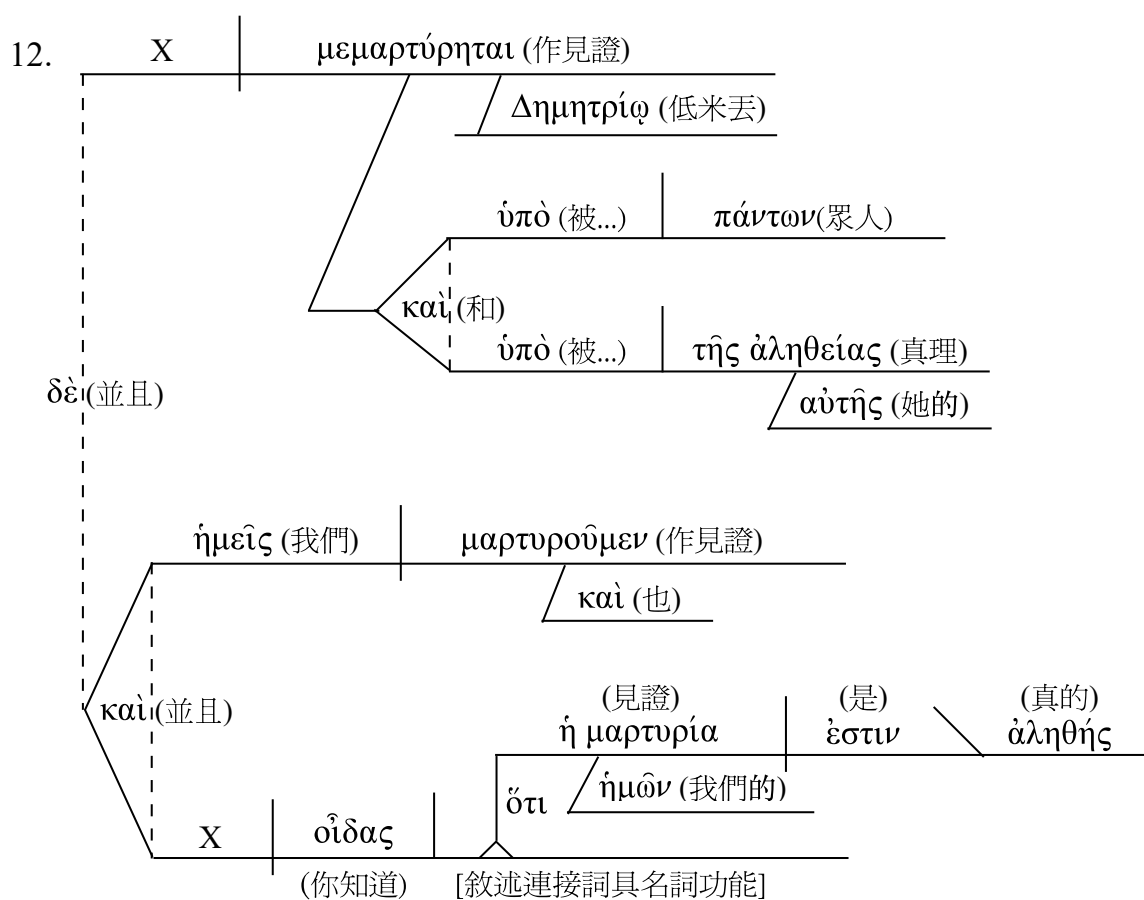 12. X μεμαρτύρηται (作見證)
Δημητρίῳ (低米丟)
ὑπὸ (被...) πάντων(眾人)
καὶ (和)
ὑπὸ (被...) τῆς ἀληθείας (真理)
δὲ (並且)
αὐτῆς (她的)
ἡμεῖς (我們) μαρτυροῦμεν (作見證)
καὶ (也)
καὶ (並且)
(見證) (是) (真的)
ἡ μαρτυρία ἐστιν ἀληθής
ὅτι ἡμῶν (我們的)
X οἶδας
(你知道) [敘述連接詞具名詞功能]